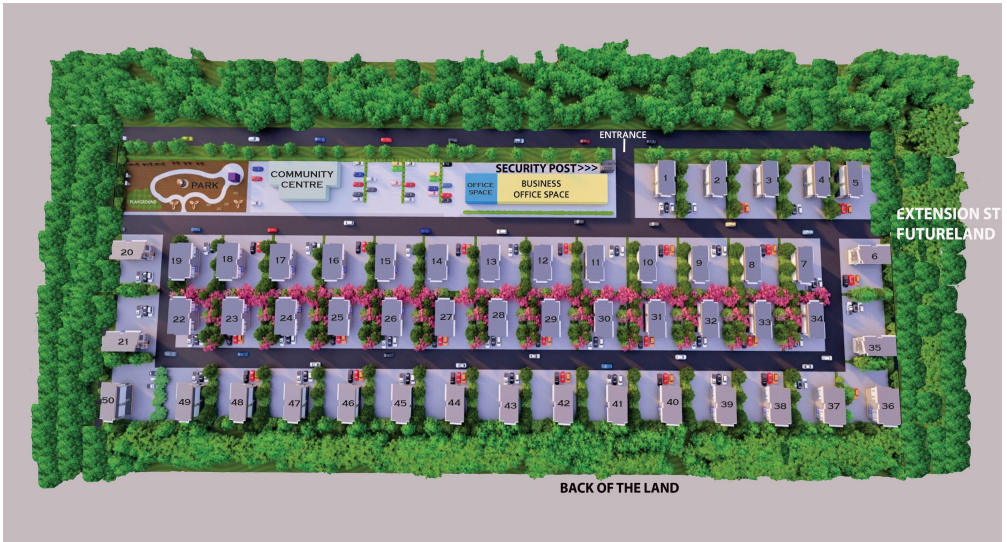 ENTRANCE
SECURITY POST>>>
COMMUNITY
CENTRE
PARK
PLAYGROUND
OFFICE
SPACE
BUSINESS
OFFICE SPACE
1 2 3 4 5
EXTENSION ST
FUTURELAND
20 19 18 17 16 15 14 13 12 11 10 9 8 7 6
22 23 24 25 26 27 28 29 30 31 32 33 34
21 35
50 49 48 47 46 45 44 43 42 41 40 39 38 37 36
BACK OF THE LAND